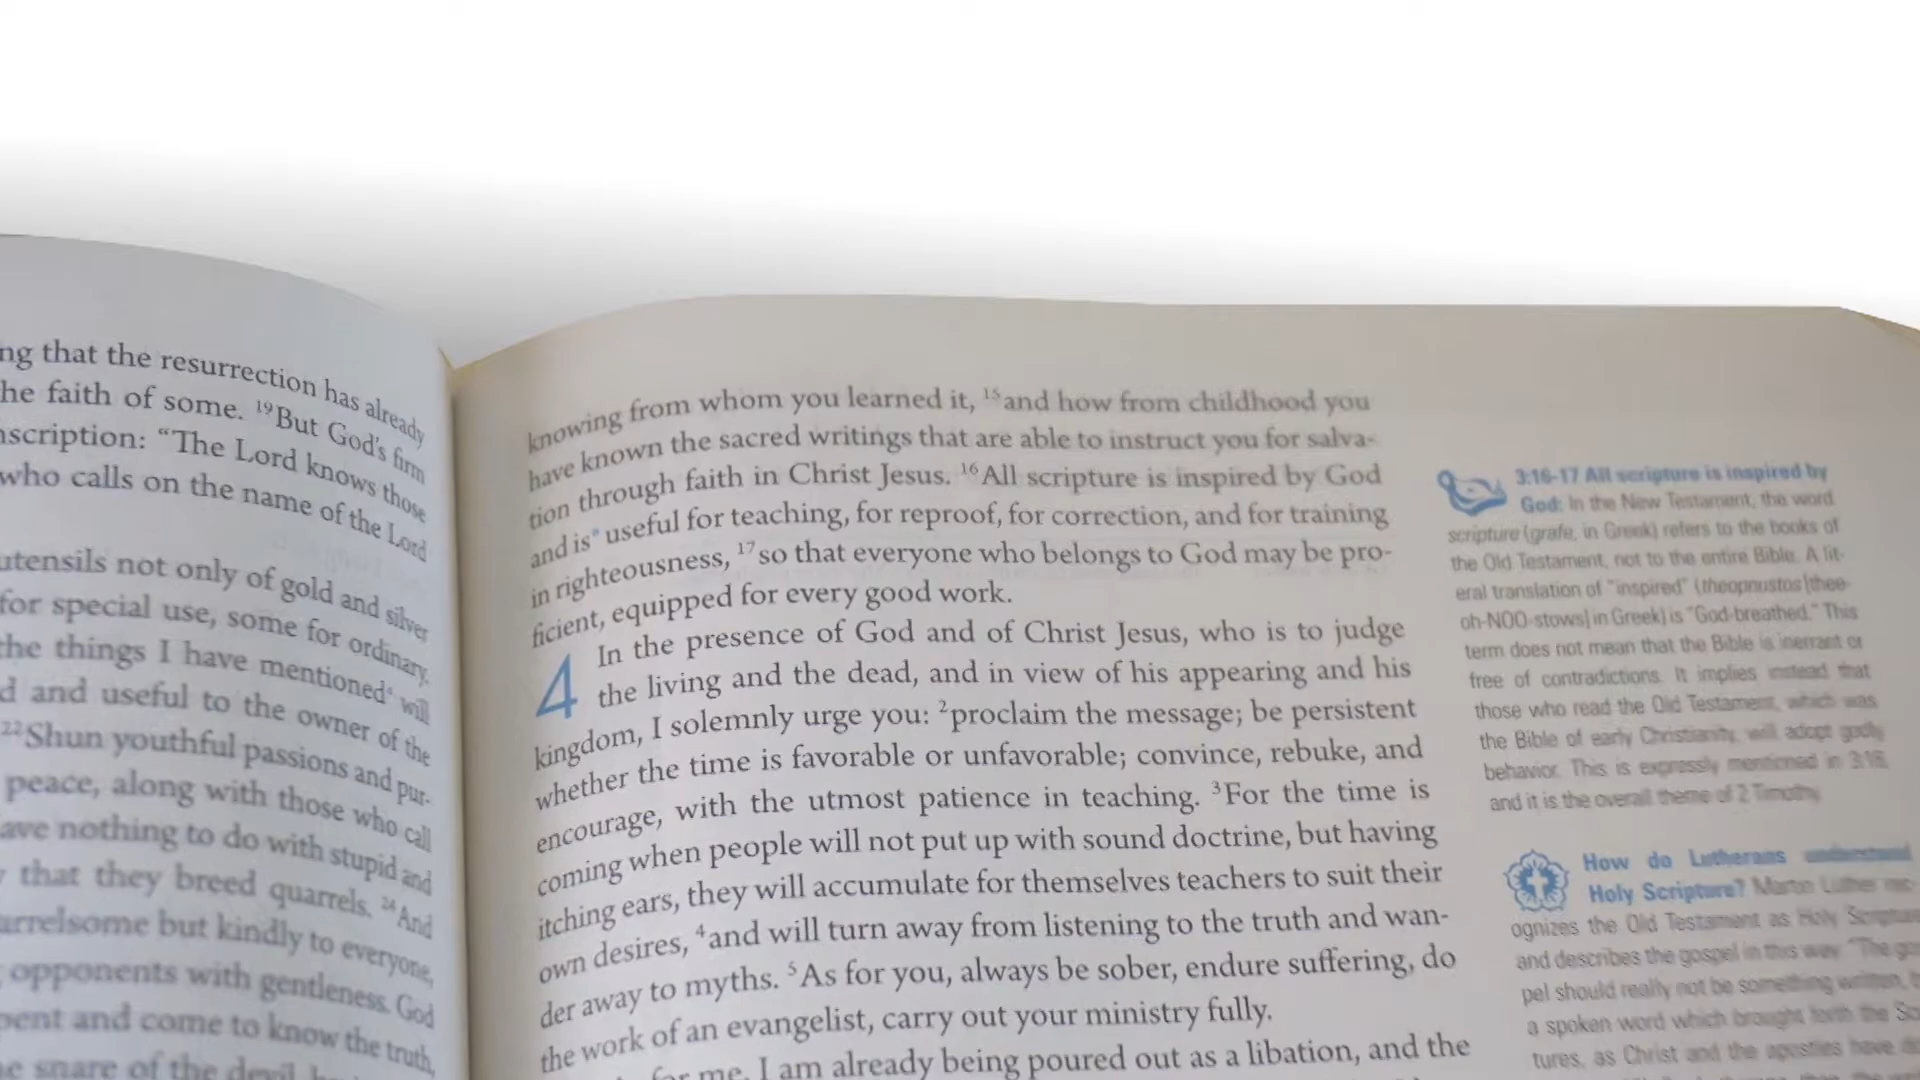 ng that the resurrection has already
he faith of some. 19But God's firm
nscription: “The Lord knows those
who calls on the name of the Lord
utensils not only of gold and silver
for special use, some for ordinary.
the things I have mentioned will
d and useful to the owner of the
22Shun youthful passions and pur-
peace, along with those who call
ave nothing to do with stupid and
that they breed quarrels. 24And
arrelsome but kindly to everyone,
opponents with gentleness. God
pent and come to know the truth,
snare of the devil
knowing from whom you learned it, 15and how from childhood you
have known the sacred writings that are able to instruct you for salva-
tion through faith in Christ Jesus. 16All scripture is inspired by God
and is useful for teaching, for reproof, for correction, and for training
in righteousness, 17so that everyone who belongs to God may be pro-
ficient, equipped for every good work.
4 In the presence of God and of Christ Jesus, who is to judge
the living and the dead, and in view of his appearing and his
kingdom, I solemnly urge you: 2proclaim the message; be persistent
whether the time is favorable or unfavorable; convince, rebuke, and
encourage, with the utmost patience in teaching. 3For the time is
coming when people will not put up with sound doctrine, but having
itching ears, they will accumulate for themselves teachers to suit their
own desires, 4and will turn away from listening to the truth and wan-
der away to myths. 5As for you, always be sober, endure suffering, do
the work of an evangelist, carry out your ministry fully.
for me, I am already being poured out as a libation, and the
3:16-17 All scripture is inspired by
God: In the New Testament, the word
scripture (grafe, in Greek) refers to the books of
the Old Testament, not to the entire Bible. A lit-
eral translation of "inspired" (theopnustos [thee-
oh-NOO-stows] in Greek) is "God-breathed." This
term does not mean that the Bible is inerrant or
free of contradictions. It implies instead that
those who read the Old Testament, which was
the Bible of early Christianity, will adopt godly
behavior. This is expressly mentioned in 3:16,
and it is the overall theme of 2 Timothy.
How do Lutherans understand
Holy Scripture? Martin Luther rec-
ognizes the Old Testament as Holy Scripture
and describes the gospel in this way: "The gos-
pel should really not be something written, b
a spoken word which brought forth the Sc
tures, as Christ and the apostles have do